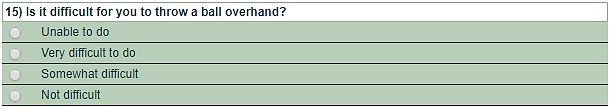 15) Is it difficult for you to throw a ball overhand?
Unable to do
Very difficult to do
Somewhat difficult
Not difficult